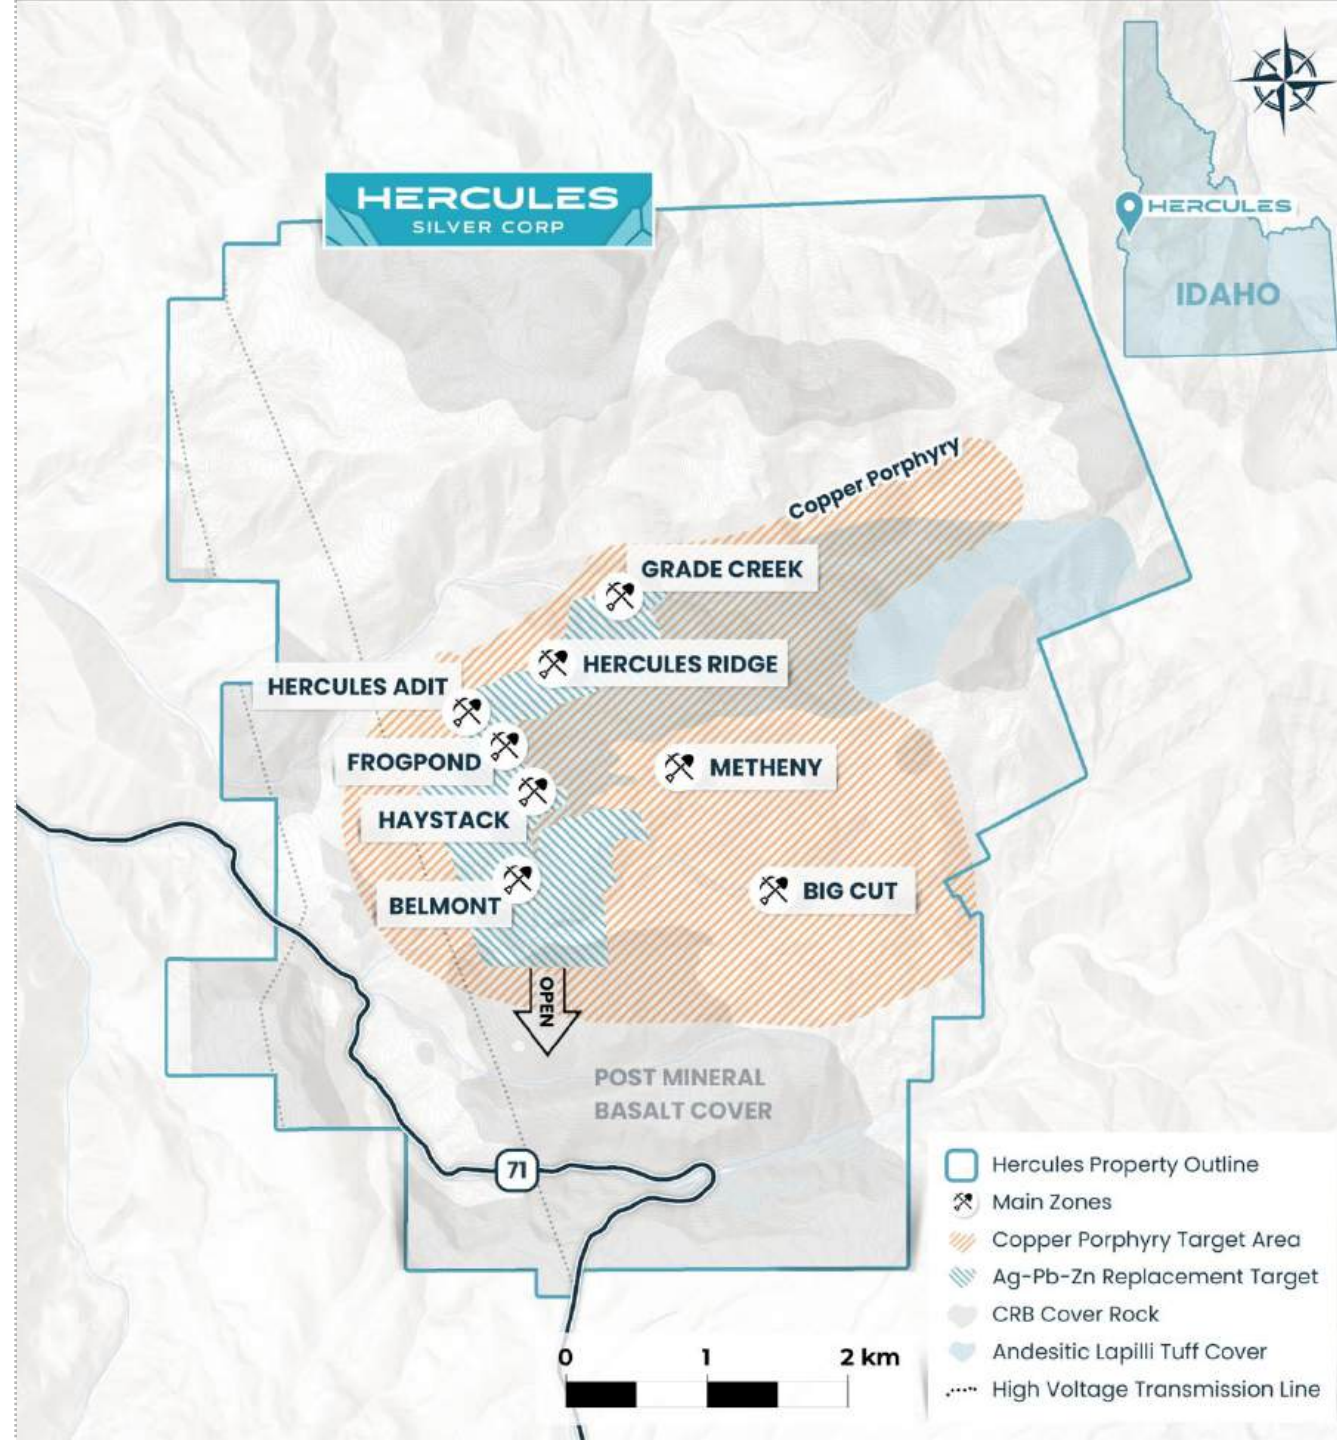 HERCULES
SILVER CORP
HERCULES
IDAHO
Copper Porphyry
GRADE CREEK
HERCULES RIDGE
HERCULES ADIT
FROGPOND
METHENY
HAYSTACK
BIG CUT
BELMONT
OPEN
POST MINERAL
BASALT COVER
71
Hercules Property Outline
Main Zones
Copper Porphyry Target Area
Ag-Pb-Zn Replacement Target
CRB Cover Rock
Andesitic Lapilli Tuff Cover
High Voltage Transmission Line
0 1 2 km